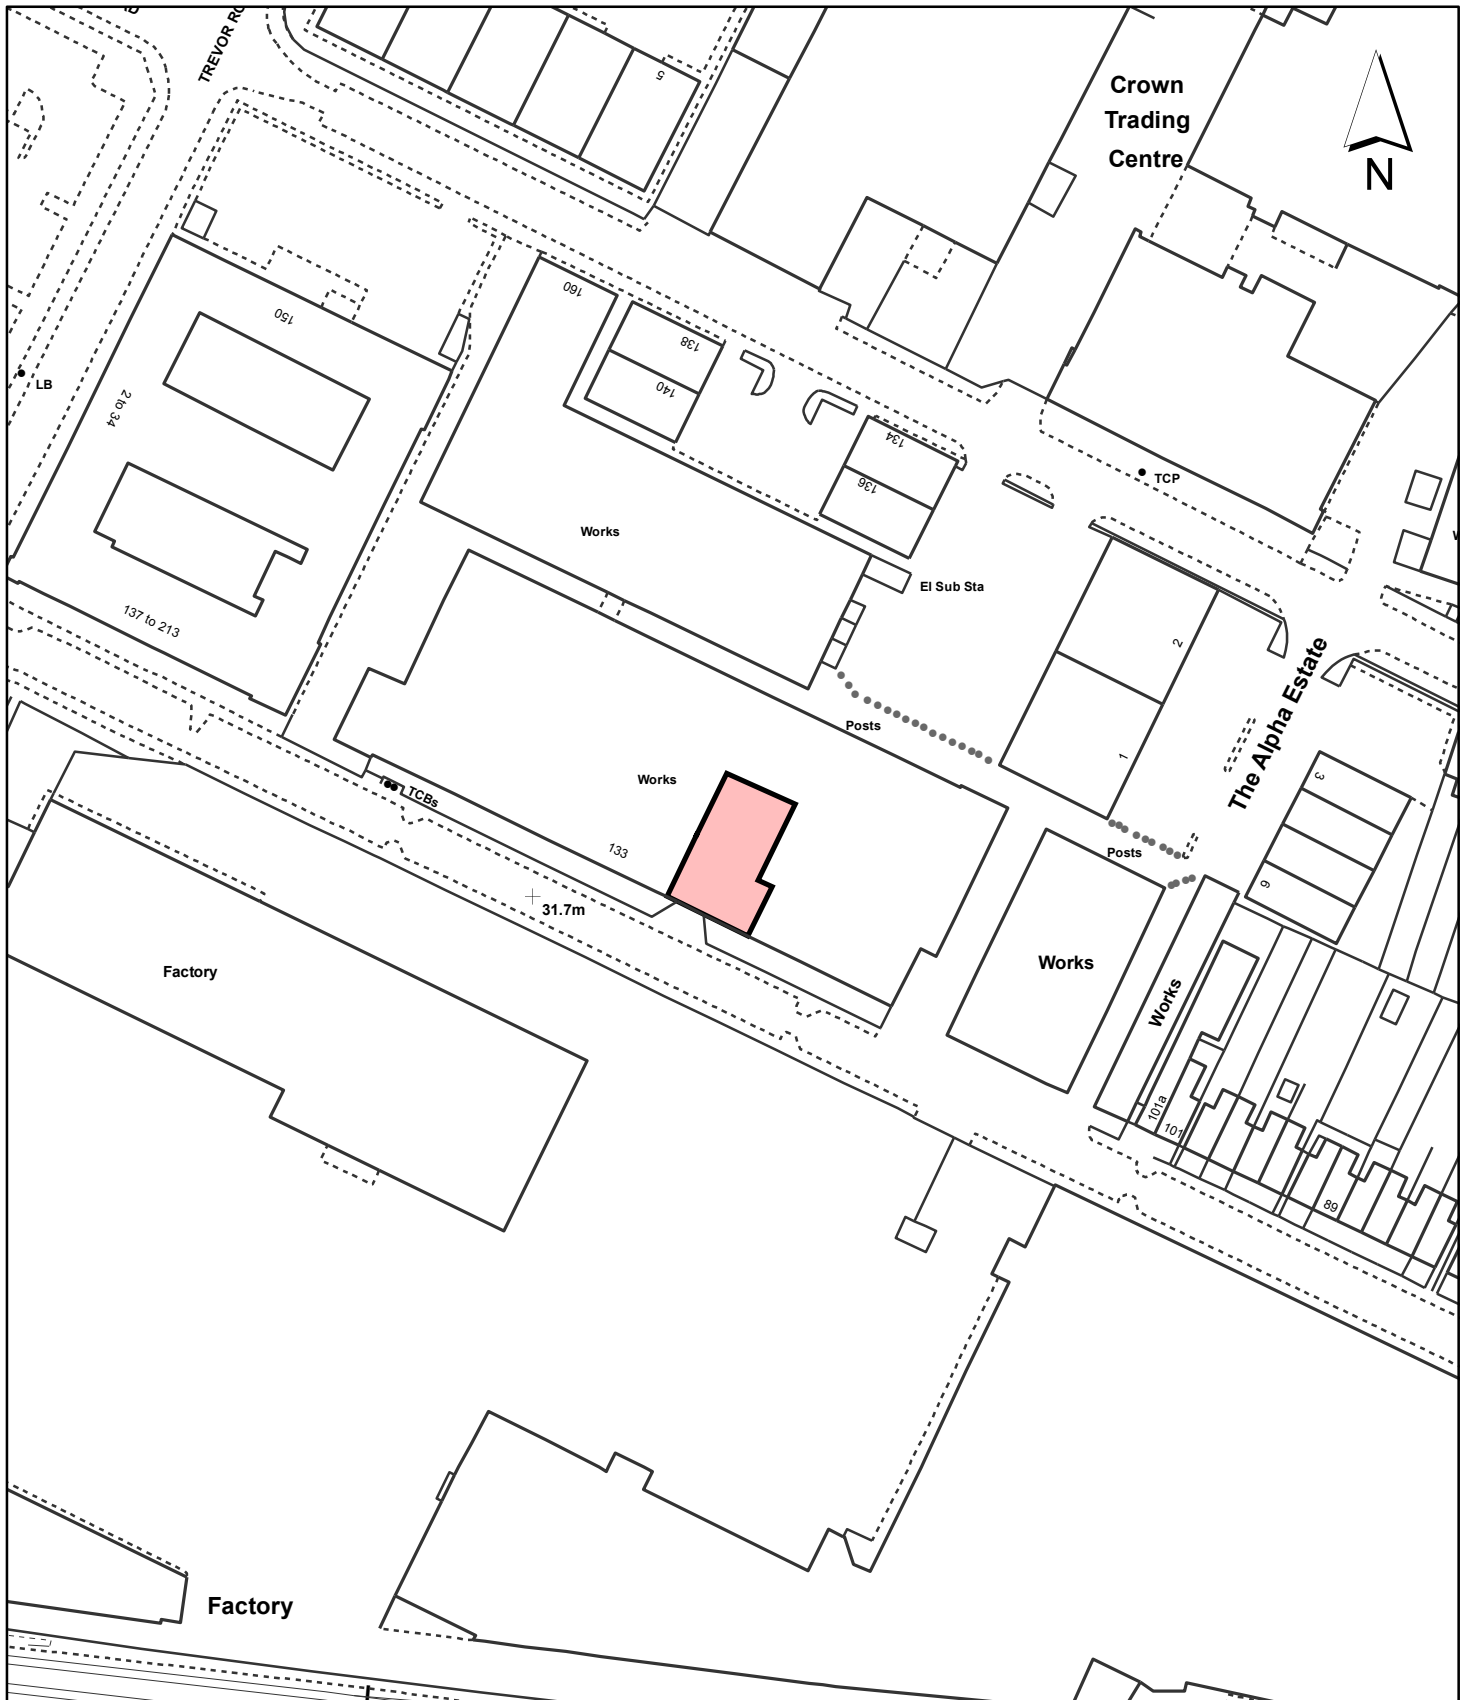 TREVOR RO
5
Crown
Trading
Centre
N
160
150
138
140
LB
2 to 34
134
136
TCP
Works
El Sub Sta
137 to 213
2
The Alpha Estate
Posts
1
Works
TCBs
3
133
Posts
6
31.7m
Works
Factory
Works
101a
101
89
Factory